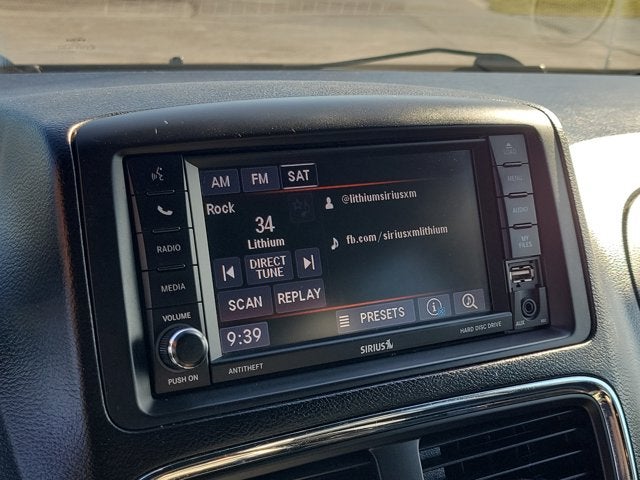 AM FM SAT
Rock
34
Lithium
@lithiumsiriusxm
fb.com/siriusxmlithium
DIRECT
TUNE
SCAN REPLAY
9:39 PRESETS
RADIO
MEDIA
VOLUME
PUSH ON
ANTITHEFT
SIRIUS
HARD DISC DRIVE
LOAD
MENU
AUDIO
MY
FILES
AUX